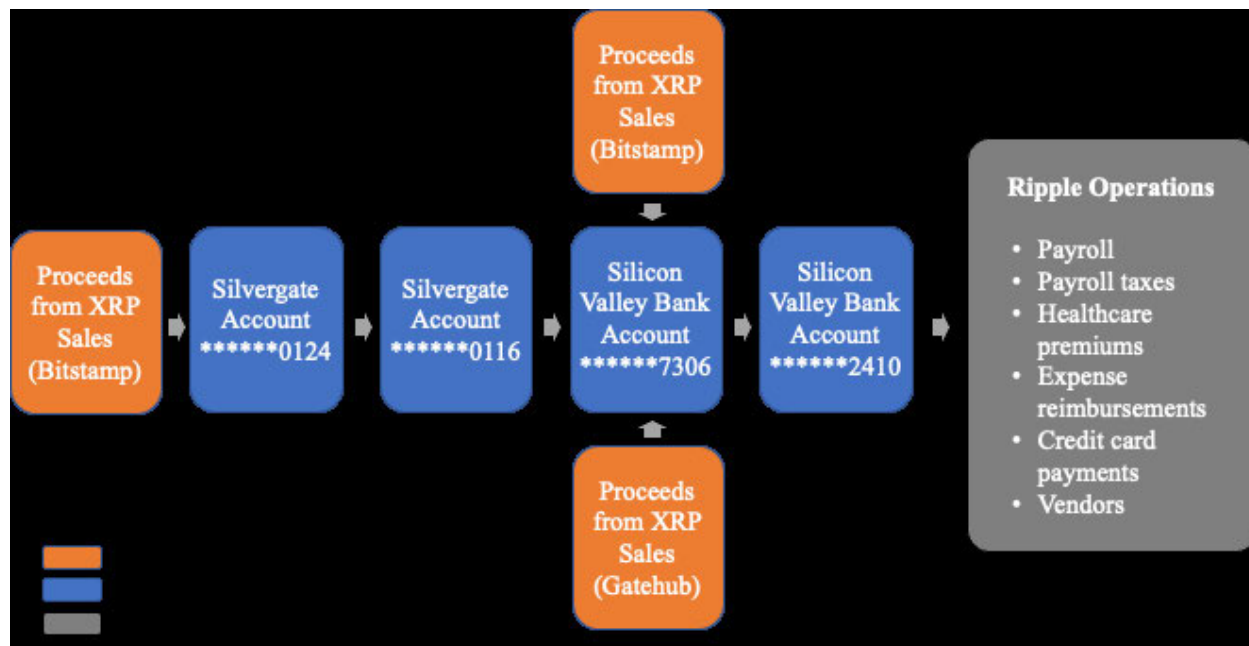 Proceeds
from XRP
Sales
(Bitstamp)
Proceeds
from XRP
Sales
(Bitstamp)
Silvergate
Account
******0124
Silvergate
Account
******0116
Silicon
Valley Bank
Account
******7306
Silicon
Valley Bank
Account
******2410
Proceeds
from XRP
Sales
(Gatehub)
Ripple Operations
• Payroll
• Payroll taxes
• Healthcare
premiums
• Expense
reimbursements
• Credit card
payments
• Vendors